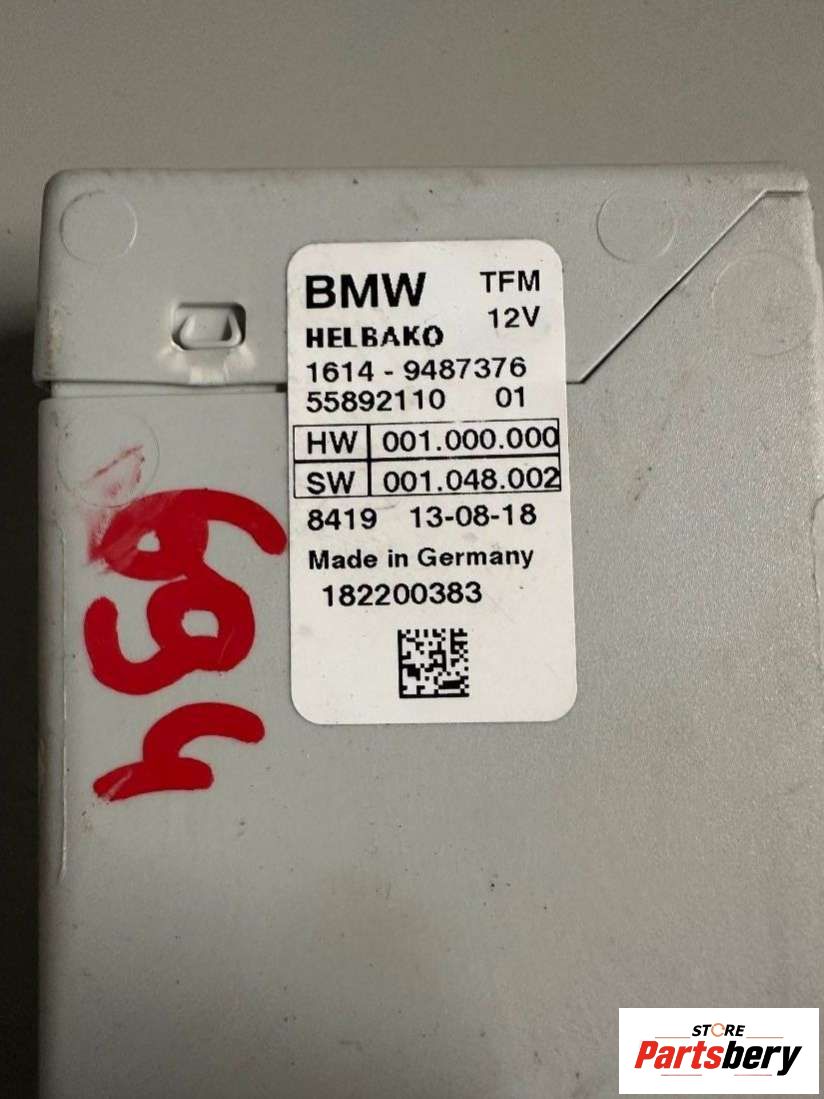 BMW TFM
12V
HELBAKO
1614 - 9487376
55892110 01
HW 001.000.000
SW 001.048.002
8419 13-08-18
Made in Germany
182200383
694
STORE
Partsbery